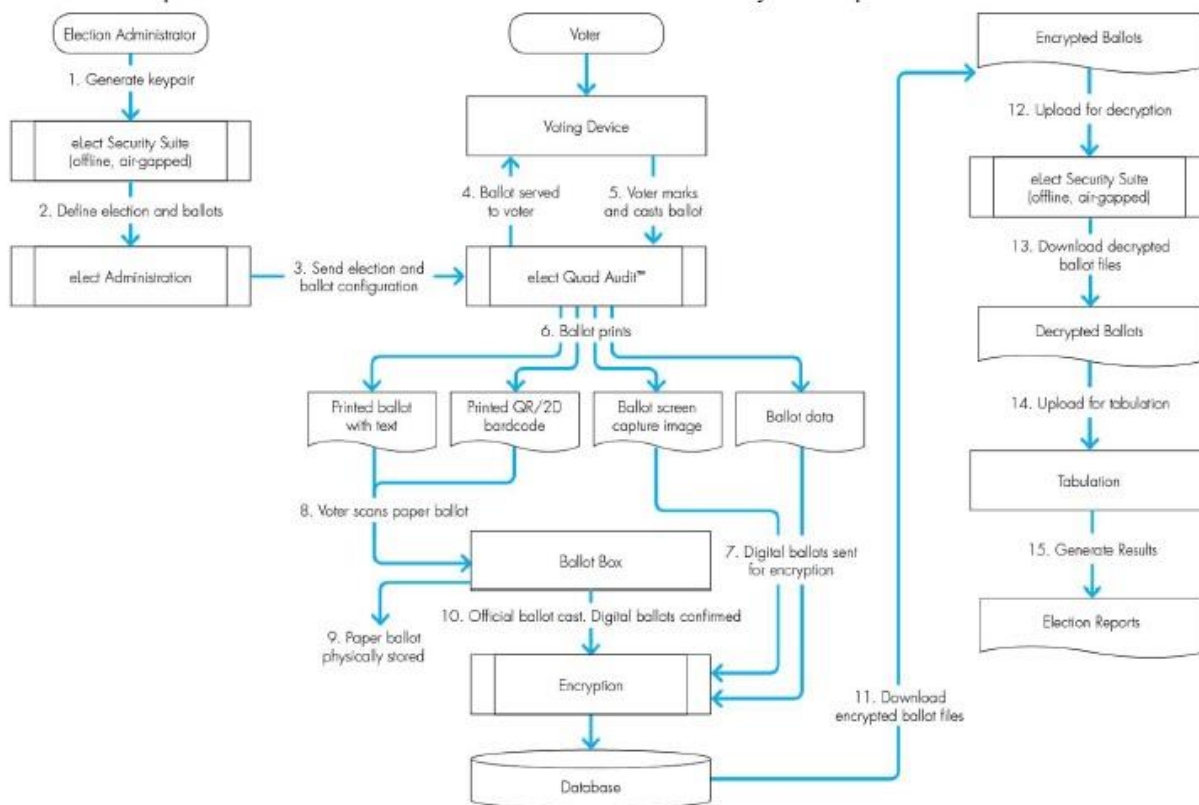 Election Administrator
1. Generate keypair
eLect Security Suite
(offline, air-gapped)
2. Define election and ballots
eLect Administration
3. Send election and
ballot configuration
Voter
Voting Device
4. Ballot served
to voter
5. Voter marks
and casts ballot
eLect Quad Audit™
6. Ballot prints
Printed ballot
with text
Printed QR/2D
bardcode
Ballot screen
capture image
Ballot data
8. Voter scans paper ballot
7. Digital ballots sent
for encryption
Ballot Box
9. Paper ballot
physically stored
10. Official ballot cast. Digital ballots confirmed
Encryption
Database
11. Download
encrypted ballot files
Encrypted Ballots
12. Upload for decryption
eLect Security Suite
(offline, air-gapped)
13. Download decrypted
ballot files
Decrypted Ballots
14. Upload for tabulation
Tabulation
15. Generate Results
Election Reports